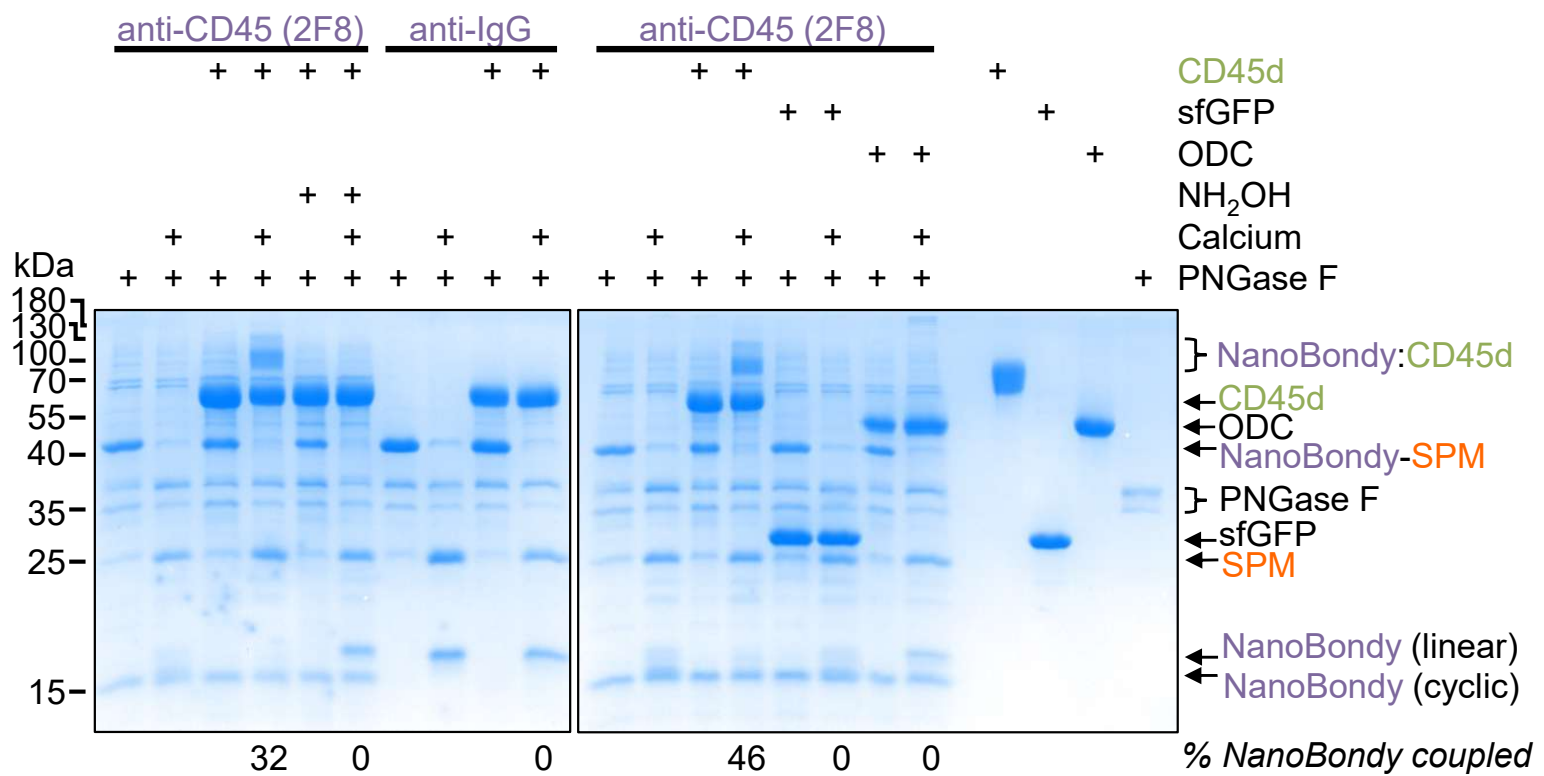 anti-CD45 (2F8) anti-IgG anti-CD45 (2F8)
+ + + + + + + + + CD45d
+ + + sfGFP
+ + + ODC
+ + NH₂OH
+ + + + + + + + + Calcium
kDa + + + + + + + + + + + + + + + + + + + PNGase F
180
130
100 NanoBondy:CD45d
70
CD45d
55
ODC
40 NanoBondy-SPM
PNGase F
35
sfGFP
25 SPM
NanoBondy (linear)
NanoBondy (cyclic)
15
32 0 0 46 0 0 % NanoBondy coupled